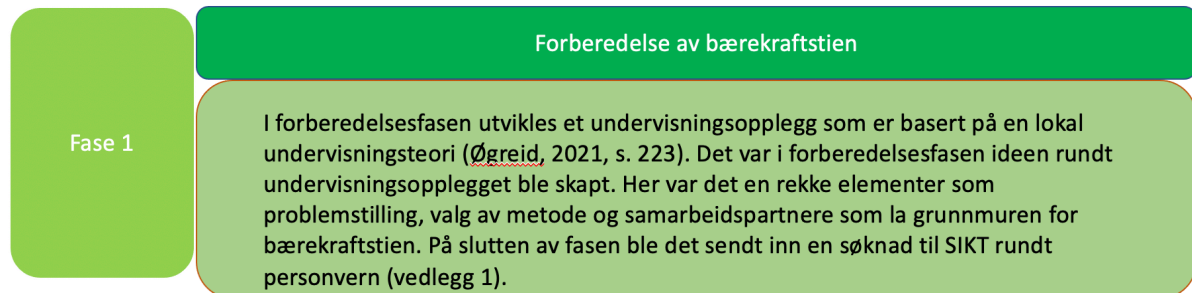 Forberedelse av bærekraftstien
Fase 1
I forberedelsesfasen utvikles et undervisningsopplegg som er basert på en lokal
undervisningsteori (Øgreid, 2021, s. 223). Det var i forberedelsesfasen ideen rundt
undervisningsopplegget ble skapt. Her var det en rekke elementer som
problemstilling, valg av metode og samarbeidspartnere som la grunnmuren for
bærekraftstien. På slutten av fasen ble det sendt inn en søknad til SIKT rundt
personvern (vedlegg 1).